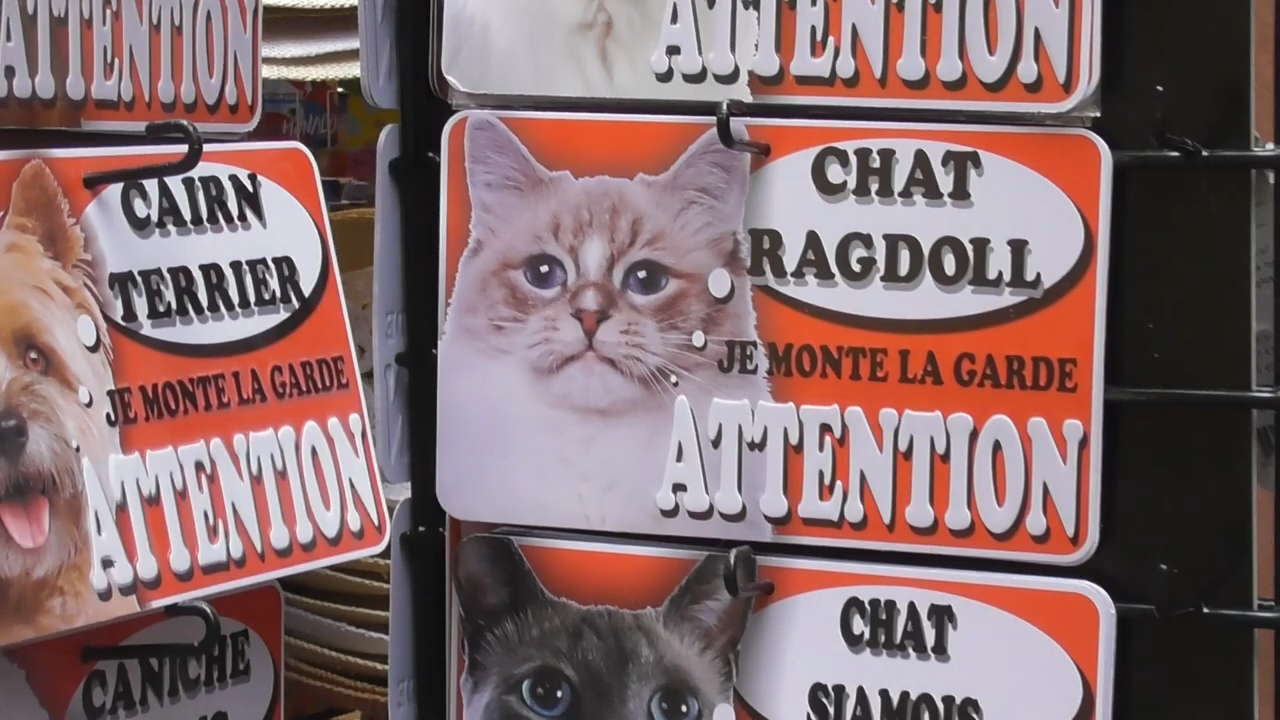 ATTENTION
CAIRN
TERRIER
JE MONTE LA GARDE
ATTENTION
CANICHE
ATTENTION
CHAT
RAGDOLL
JE MONTE LA GARDE
ATTENTION
CHAT
SIAMOIS